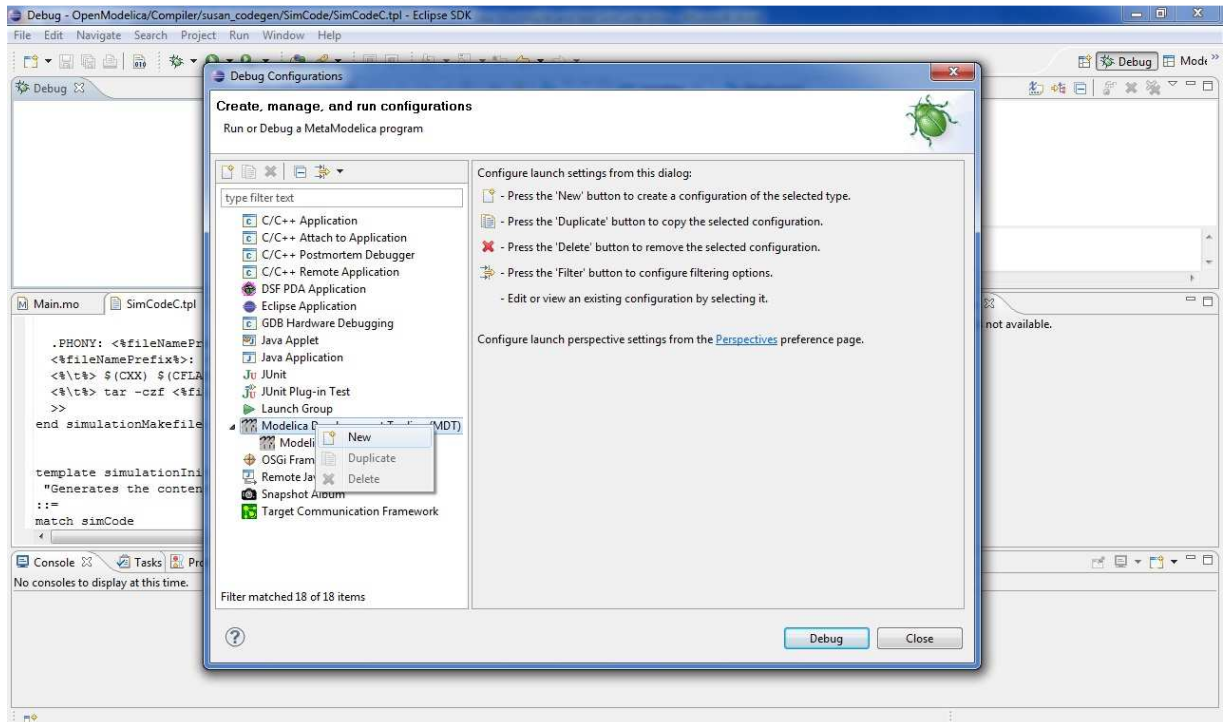 Debug - OpenModelica/Compiler/susan_codegen/SimCode/SimCodeC.tpl - Eclipse SDK
File Edit Navigate Search Project Run Window Help
Debug Mode
Debug
Debug Configurations
Create, manage, and run configurations
Run or Debug a MetaModelica program
type filter text
C/C++ Application
C/C++ Attach to Application
C/C++ Postmortem Debugger
C/C++ Remote Application
DSF PDA Application
Eclipse Application
GDB Hardware Debugging
Java Applet
Java Application
JUnit
JUnit Plug-in Test
Launch Group
Modelica D (MDT)
Modeli
OSGi Fram
Remote Ja
Snapshot Album
Target Communication Framework
New
Duplicate
Delete
Filter matched 18 of 18 items
Configure launch settings from this dialog:
- Press the 'New' button to create a configuration of the selected type.
- Press the 'Duplicate' button to copy the selected configuration.
- Press the 'Delete' button to remove the selected configuration.
- Press the 'Filter' button to configure filtering options.
- Edit or view an existing configuration by selecting it.
Configure launch perspective settings from the Perspectives preference page.
Debug Close
Main.mo SimCodeC.tpl
.PHONY: <%fileNamePr
<%fileNamePrefix%>:
<%\t%> $(CXX) $(CFLA
<%\t%> tar -czf <%fi
>>
end simulationMakefile
template simulationIni
"Generates the conten
::=
match simCode
not available.
Console Tasks Pro
No consoles to display at this time.